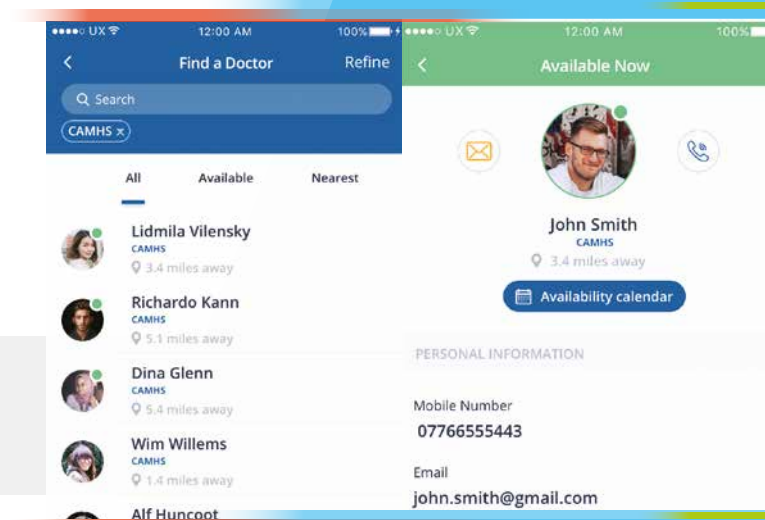 UX 12:00 AM 100%
Find a Doctor Refine
Search
CAMHS x
All Available Nearest
Lidmila Vilensky
CAMHS
3.4 miles away
Richardo Kann
CAMHS
5.1 miles away
Dina Glenn
CAMHS
5.4 miles away
Wim Willems
CAMHS
1.4 miles away
Alf Huncoot
UX 12:00 AM 100%
Available Now
John Smith
CAMHS
3.4 miles away
Availability calendar
PERSONAL INFORMATION
Mobile Number
07766555443
Email
john.smith@gmail.com